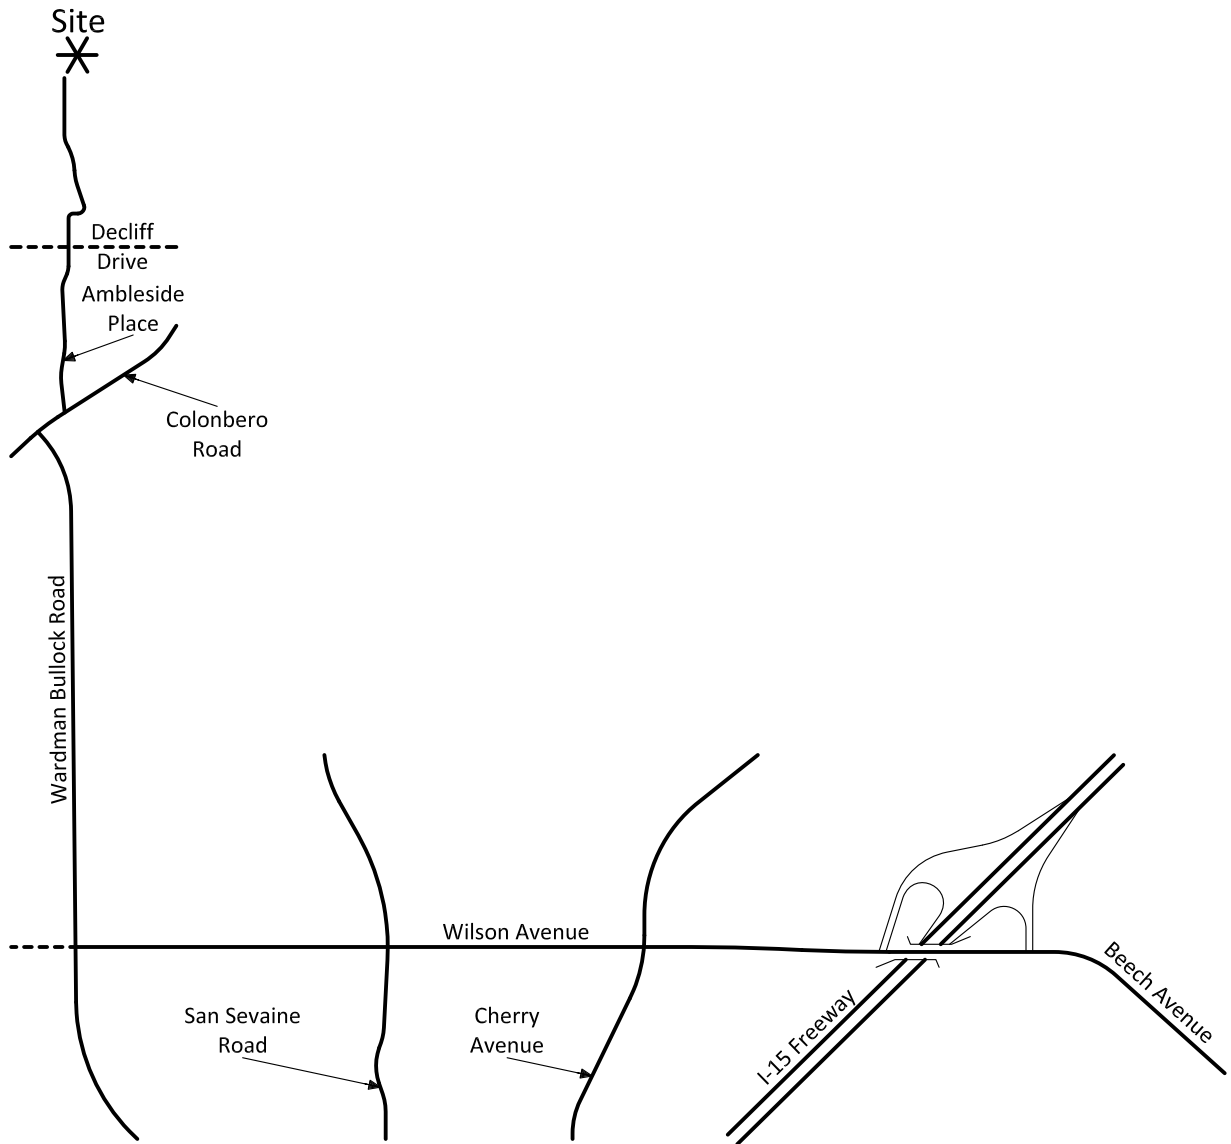 Site
Decliff
Drive
Ambleside
Place
Colonbero
Road
Wardman Bullock Road
Wilson Avenue
San Sevaine
Road
Cherry
Avenue
I-15 Freeway
Beech Avenue